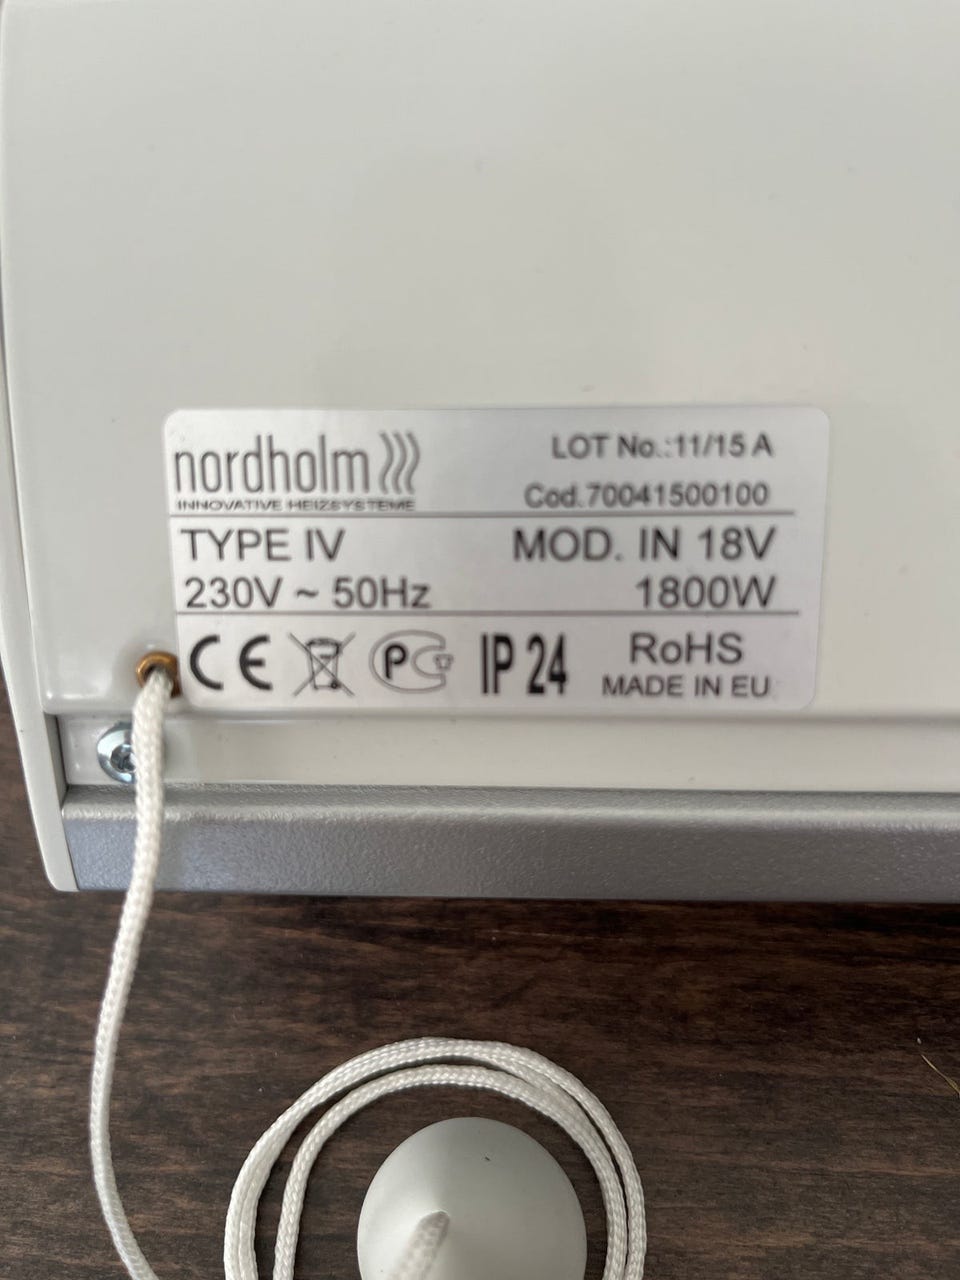 nordholm
INNOVATIVE HEIZSYSTEME
LOT No.:11/15 A
Cod.70041500100
TYPE IV
MOD. IN 18V
230V ~ 50Hz
1800W
CE
IP 24
RoHS
MADE IN EU